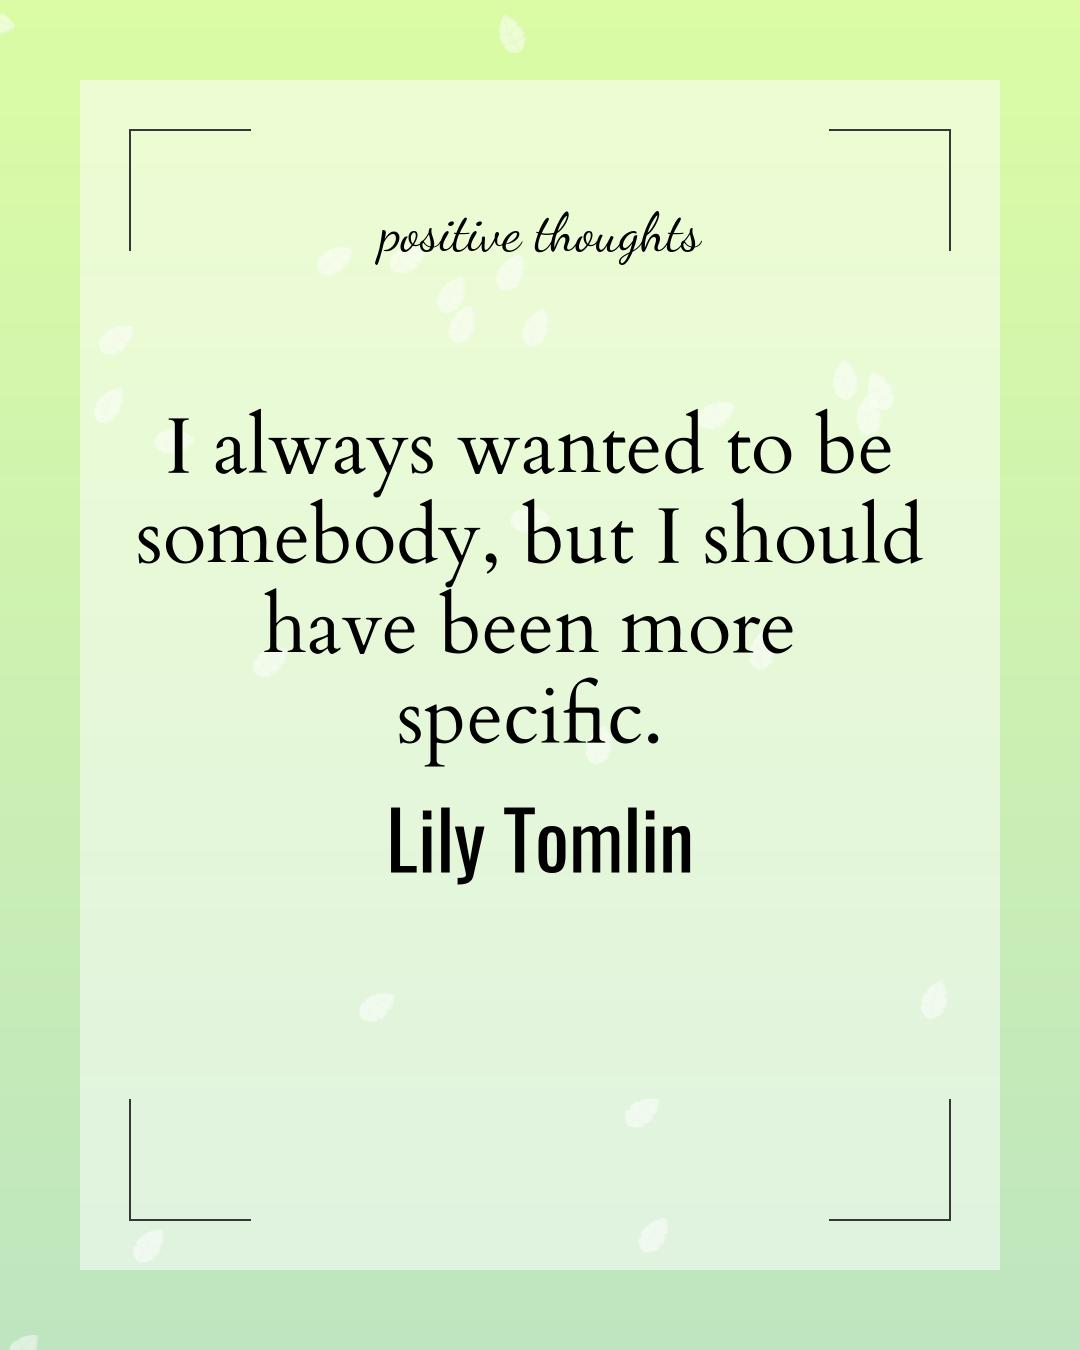 positive thoughts
I always wanted to be
somebody, but I should
have been more
specific.
Lily Tomlin